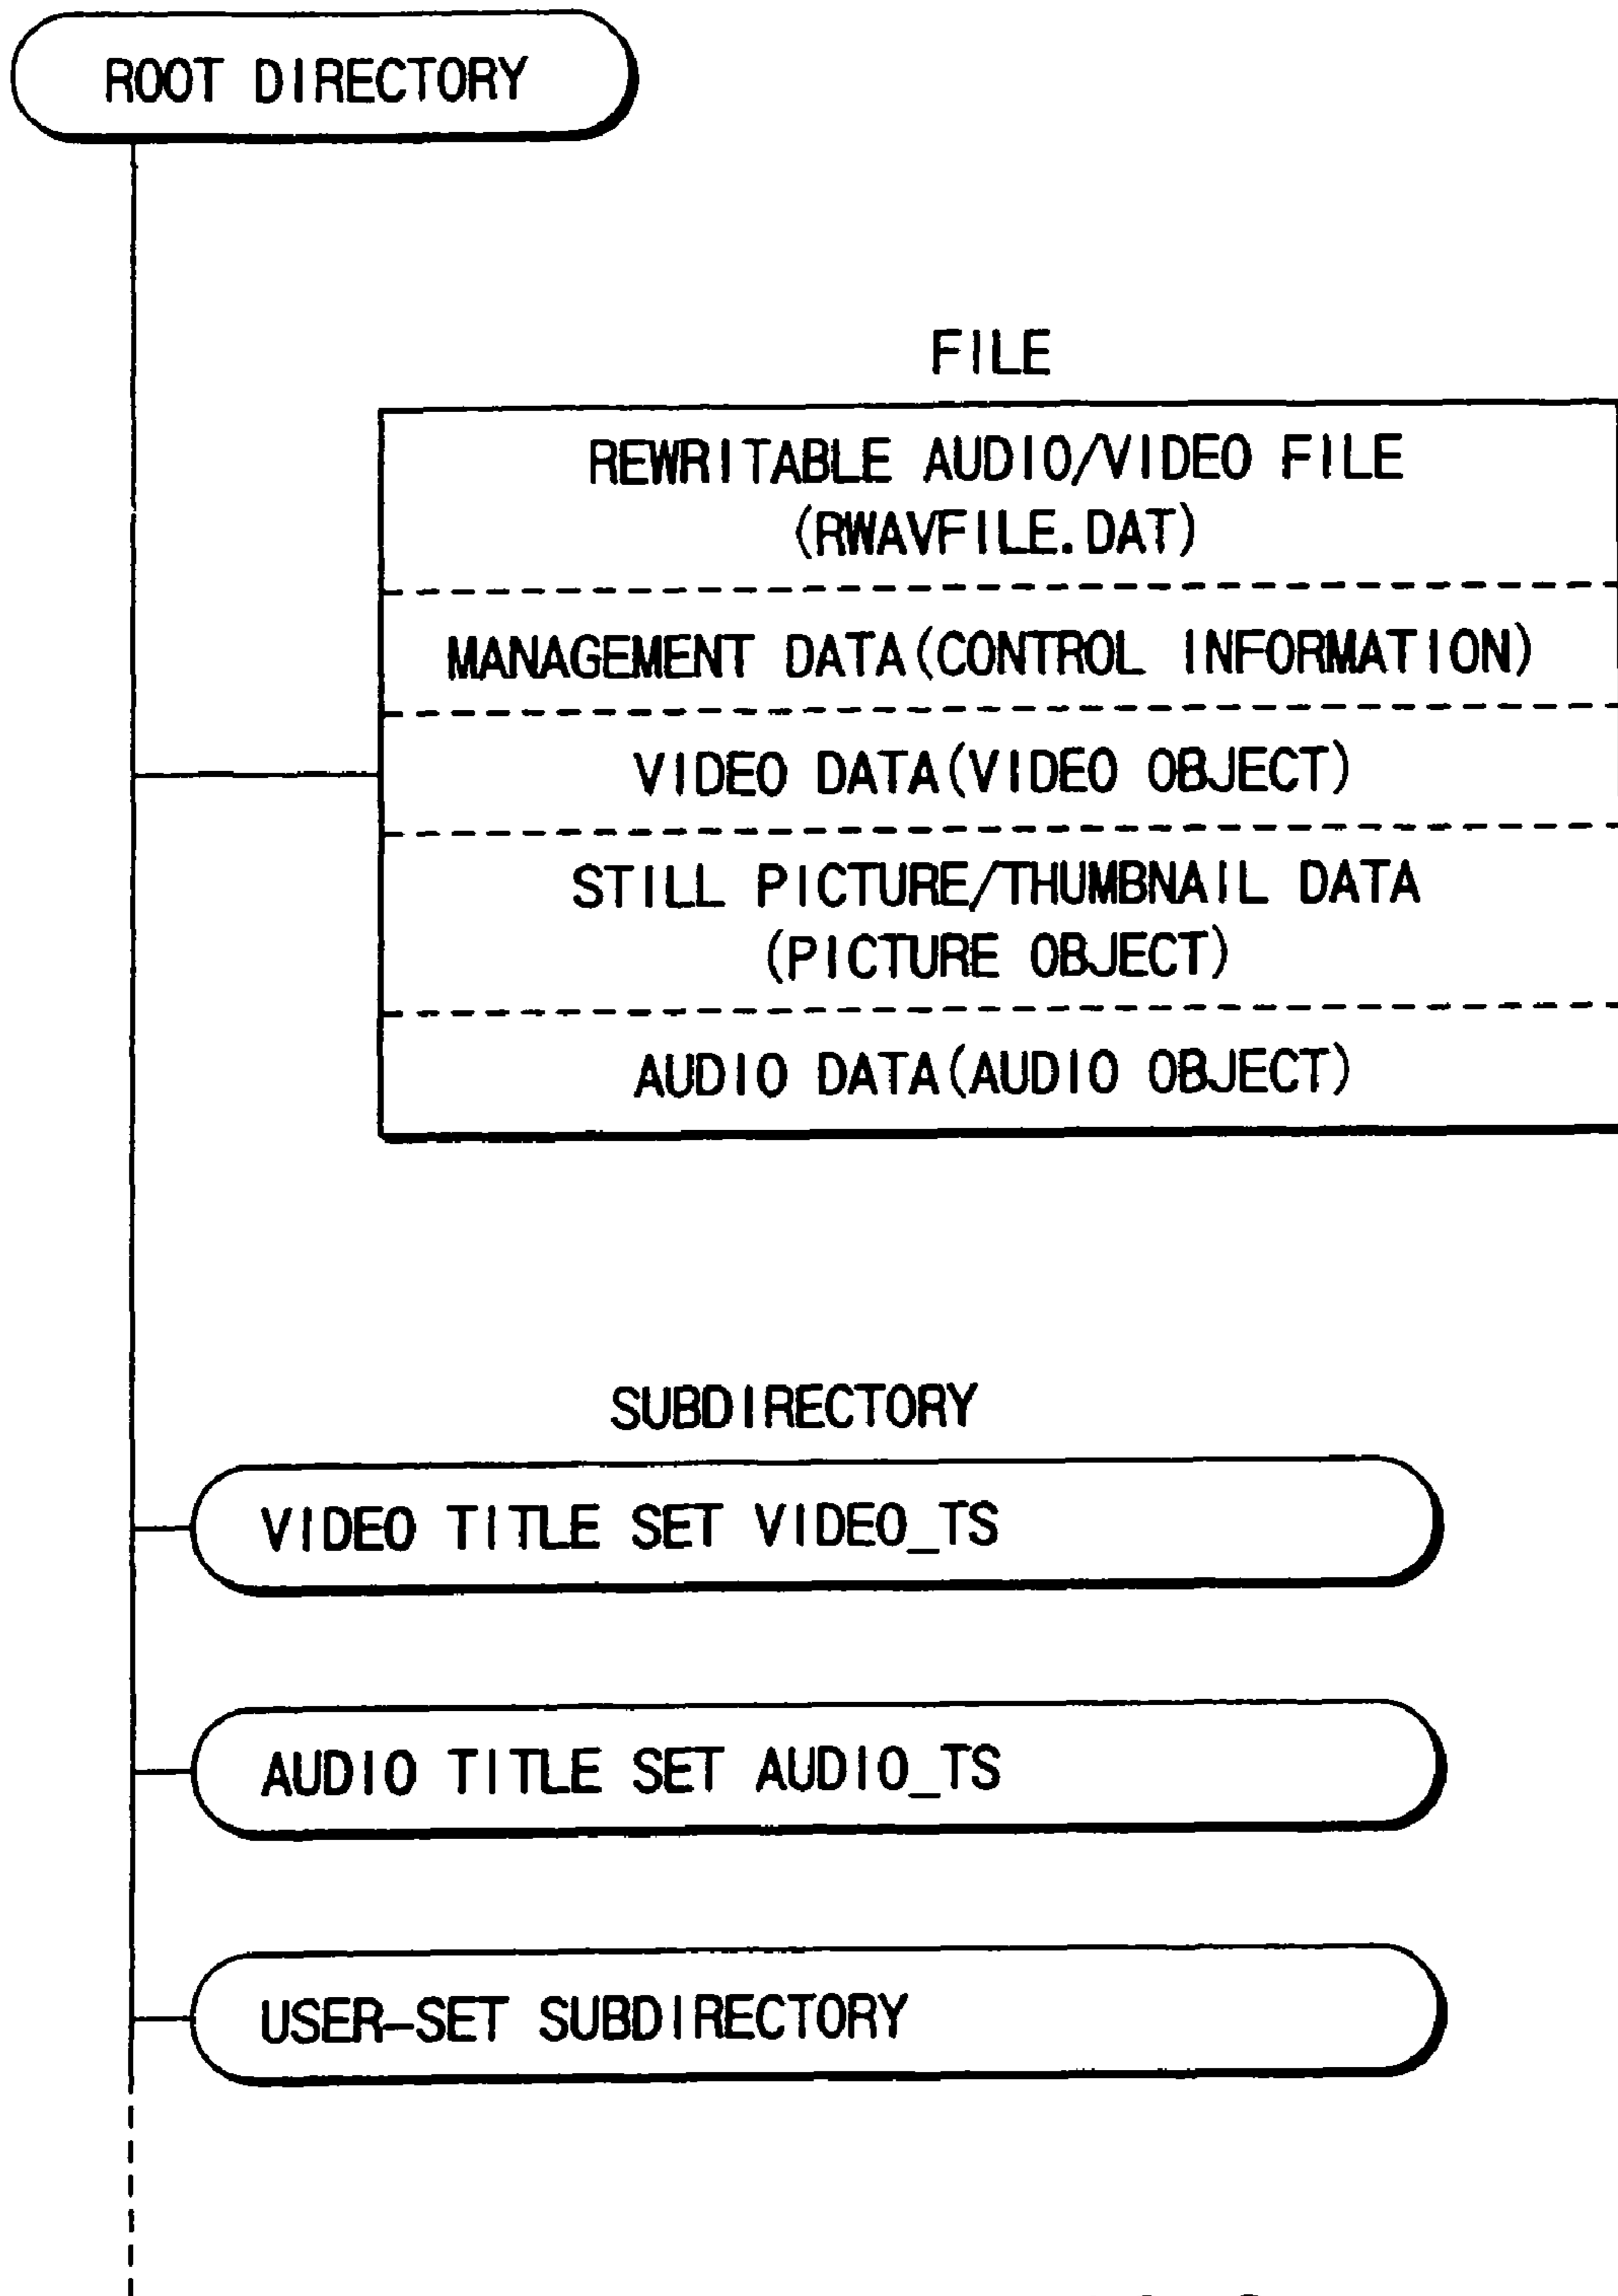 ROOT DIRECTORY
FILE
REWRITABLE AUDIO/VIDEO FILE
(RWAVFILE.DAT)
MANAGEMENT DATA(CONTROL INFORMATION)
VIDEO DATA(VIDEO OBJECT)
STILL PICTURE/THUMBNAIL DATA
(PICTURE OBJECT)
AUDIO DATA(AUDIO OBJECT)
SUBDIRECTORY
VIDEO TITLE SET VIDEO_TS
AUDIO TITLE SET AUDIO_TS
USER-SET SUBDIRECTORY